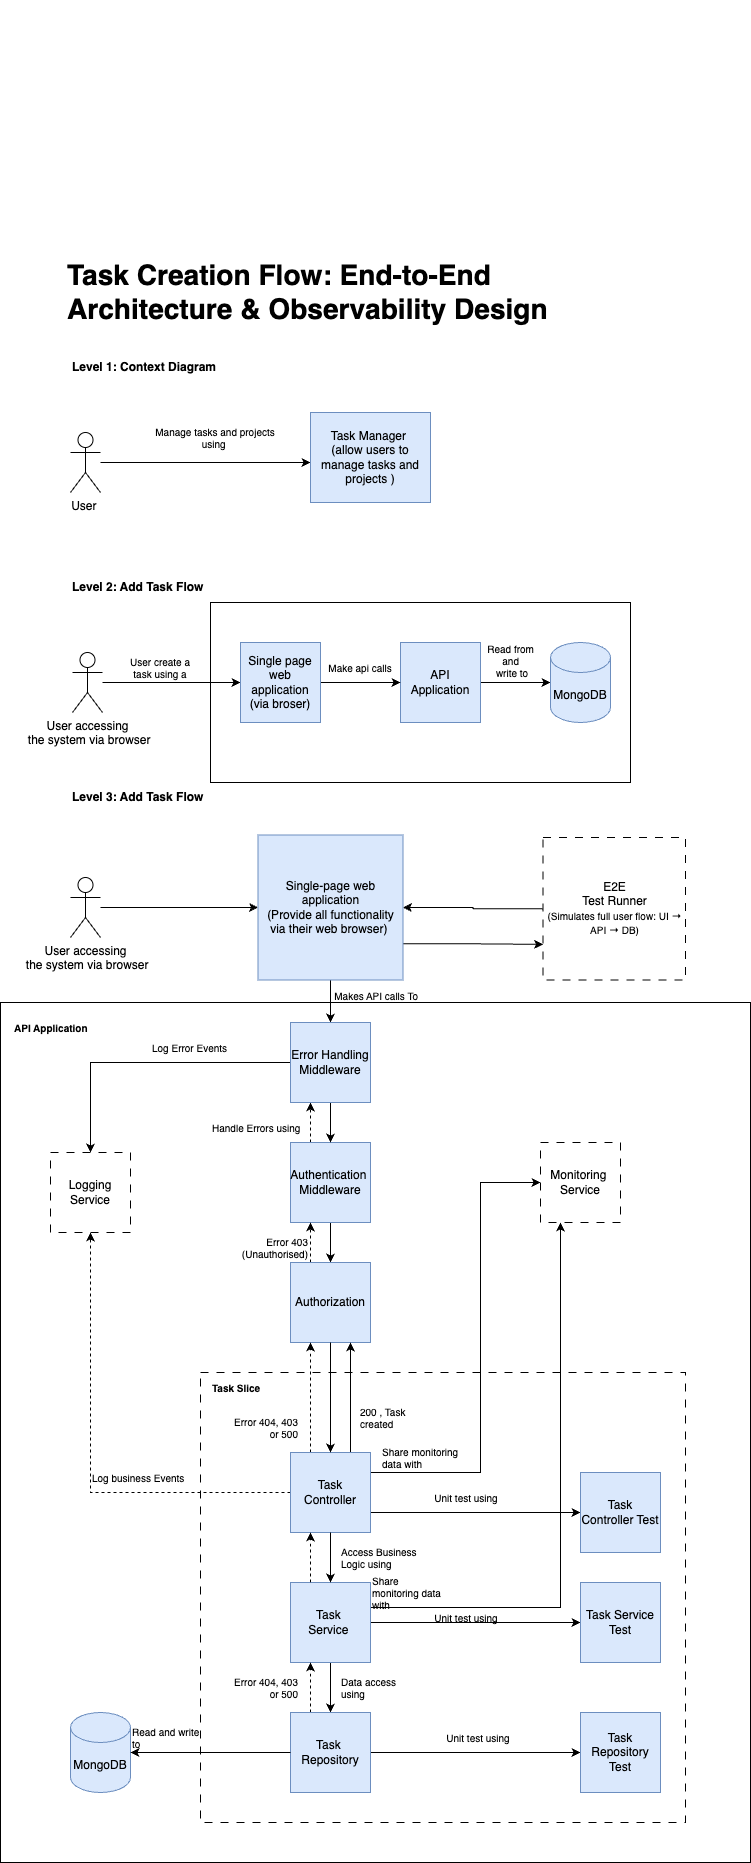 Task Creation Flow: End-to-End
Architecture & Observability Design
Level 1: Context Diagram
Manage tasks and projects
using
Task Manager
(allow users to
manage tasks and
projects )
User
Level 2: Add Task Flow
User create a
task using a
Single page
web
application
(via broser)
Make api calls
API
Application
Read from
and
write to
MongoDB
User accessing
the system via browser
Level 3: Add Task Flow
Single-page web
application
(Provide all functionality
via their web browser)
E2E
Test Runner
(Simulates full user flow: UI →
API → DB)
User accessing
the system via browser
Makes API calls To
API Application
Log Error Events
Error Handling
Middleware
Handle Errors using
Logging
Service
Authentication
Middleware
Monitoring
Service
Error 403
(Unauthorised)
Authorization
Task Slice
Error 404, 403
or 500
200 , Task
created
Share monitoring
data with
Log business Events
Task
Controller
Unit test using
Task
Controller Test
Access Business
Logic using
Share
monitoring data
with
Task
Service
Unit test using
Task Service
Test
Error 404, 403
or 500
Data access
using
Read and write
to
MongoDB
Task
Repository
Unit test using
Task
Repository
Test